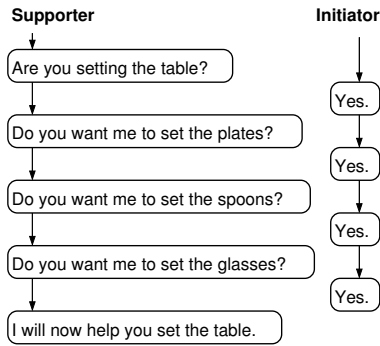 Supporter
Initiator
Are you setting the table?
Yes.
Do you want me to set the plates?
Yes.
Do you want me to set the spoons?
Yes.
Do you want me to set the glasses?
Yes.
I will now help you set the table.